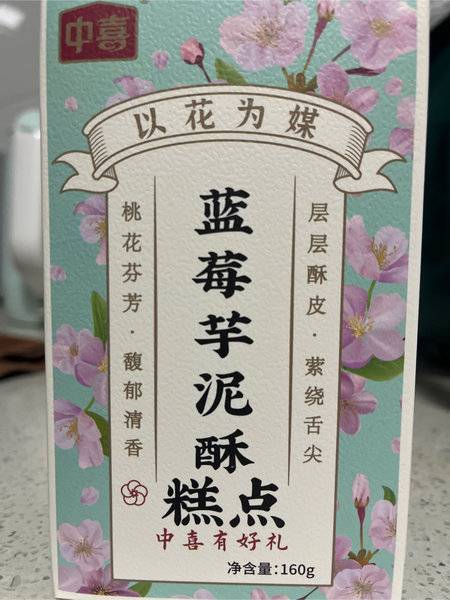 中喜
以花为媒
层层酥皮·萦绕舌尖
蓝莓芋泥酥
糕点
桃花芬芳·馥郁清香
中喜有好礼
净含量：160g